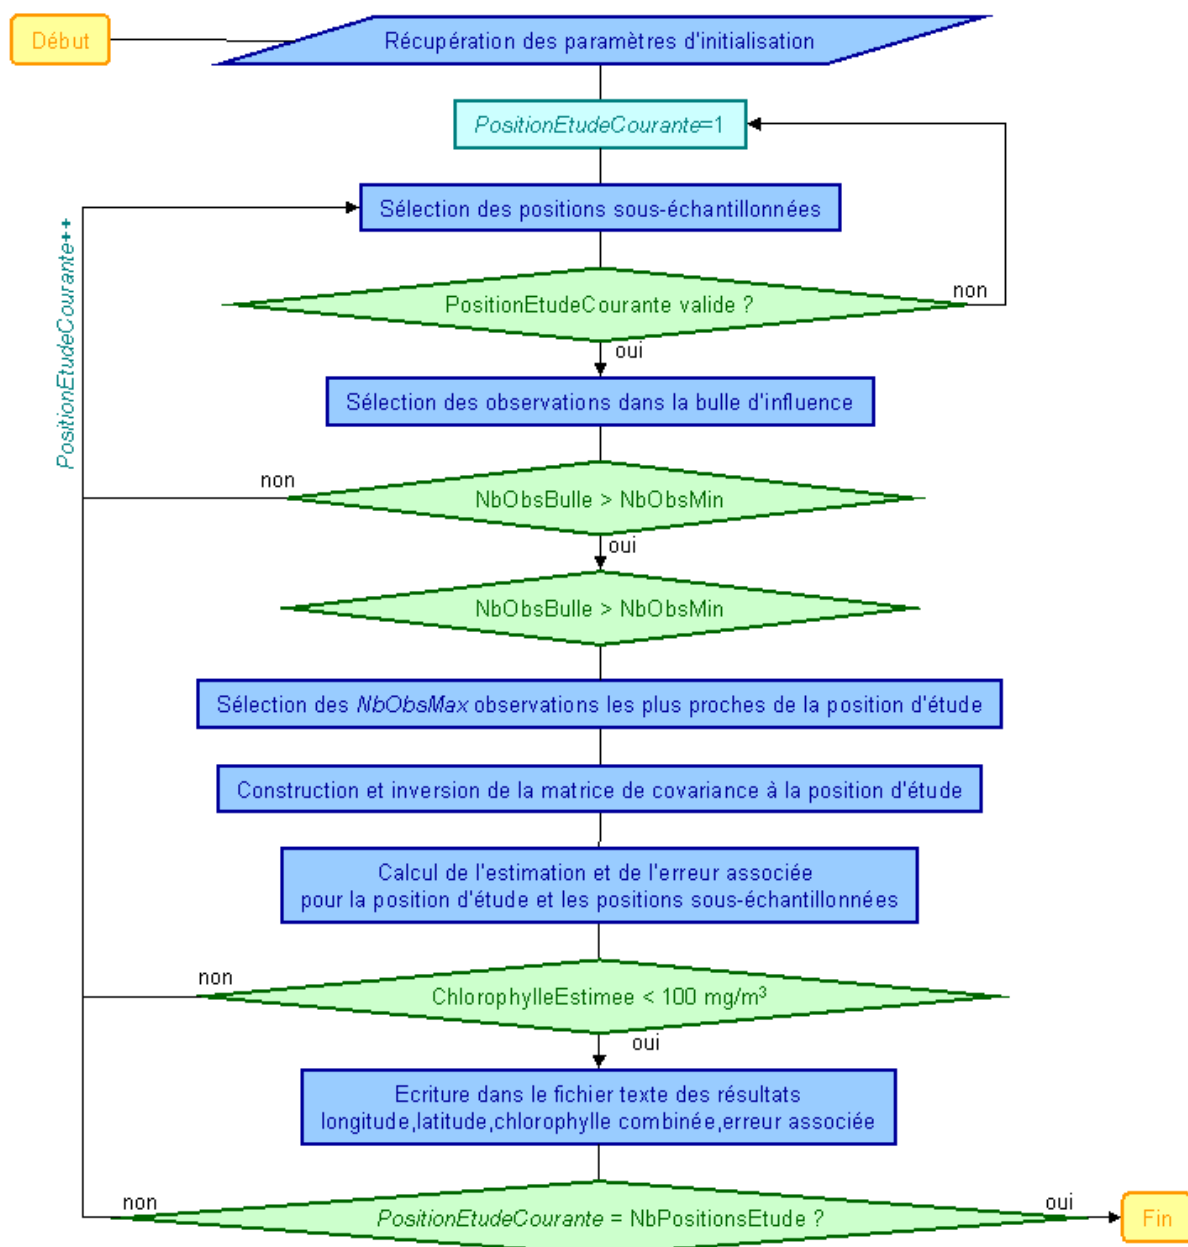 Début
Récupération des paramètres d'initialisation
PositionEtudeCourante=1
Sélection des positions sous-échantillonnées
PositionEtudeCourante++
PositionEtudeCourante valide ?
non
oui
Sélection des observations dans la bulle d'influence
non
NbObsBulle > NbObsMin
oui
NbObsBulle > NbObsMin
Sélection des NbObsMax observations les plus proches de la position d'étude
Construction et inversion de la matrice de covariance à la position d'étude
Calcul de l'estimation et de l'erreur associée
pour la position d'étude et les positions sous-échantillonnées
non
ChlorophylleEstimee < 100 mg/m³
oui
Ecriture dans le fichier texte des résultats
longitude,latitude,chlorophylle combinée,erreur associée
non
PositionEtudeCourante = NbPositionsEtude ?
oui
Fin